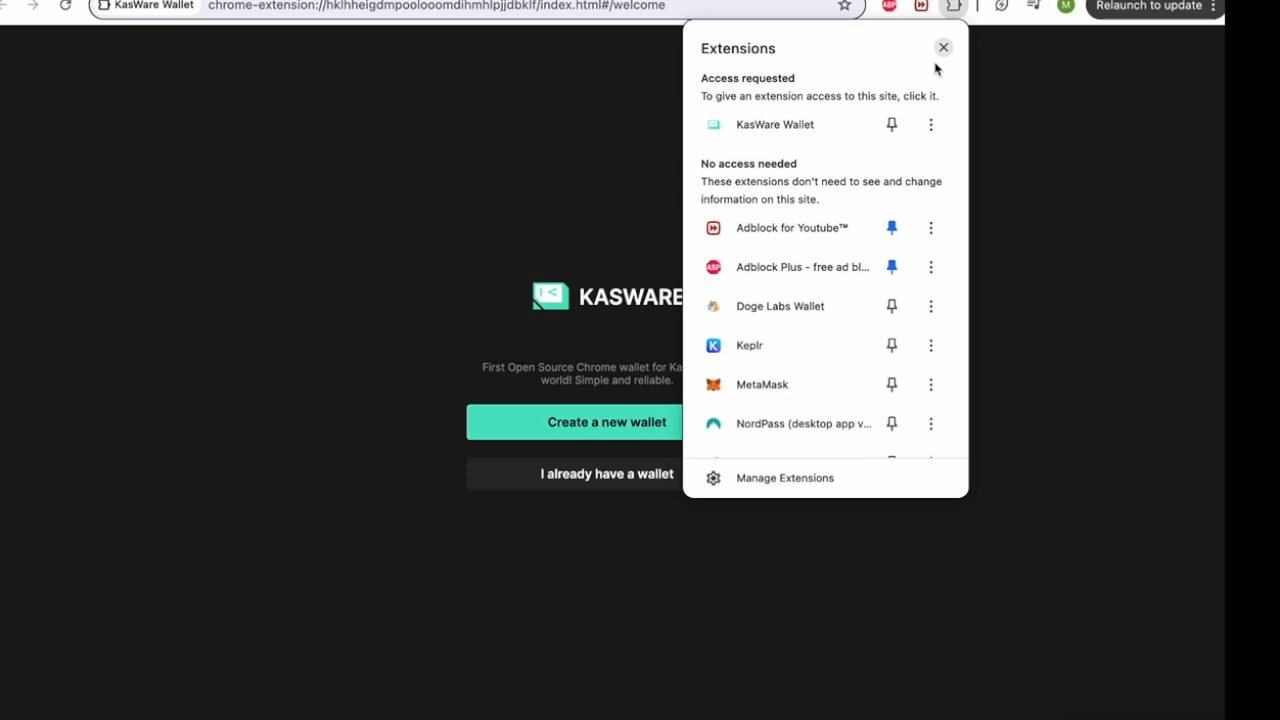 KasWare Wallet
chrome-extension://hklhheigdmpoolooomdihmhlpjjdbklf/index.html#/welcome
ABP
M
Relaunch to update
Extensions
Access requested
To give an extension access to this site, click it.
KasWare Wallet
No access needed
These extensions don't need to see and change
information on this site.
Adblock for Youtube™
ABP
Adblock Plus - free ad bl...
Doge Labs Wallet
K
Keplr
MetaMask
NordPass (desktop app v...
Manage Extensions
KASWARE
First Open Source Chrome wallet for Ka
world! Simple and reliable.
Create a new wallet
I already have a wallet